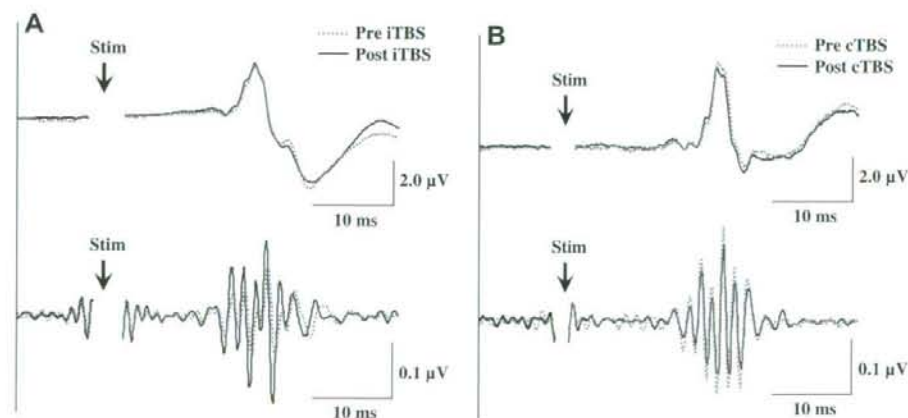 A
Stim
Pre iTBS
Post iTBS
2.0 µV
10 ms
Stim
0.1 µV
10 ms
B
Stim
Pre cTBS
Post cTBS
2.0 µV
10 ms
Stim
0.1 µV
10 ms